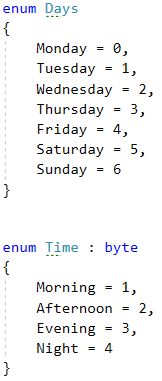 enum Days
{
    Monday = 0,
    Tuesday = 1,
    Wednesday = 2,
    Thursday = 3,
    Friday = 4,
    Saturday = 5,
    Sunday = 6
}

enum Time : byte
{
    Morning = 1,
    Afternoon = 2,
    Evening = 3,
    Night = 4
}